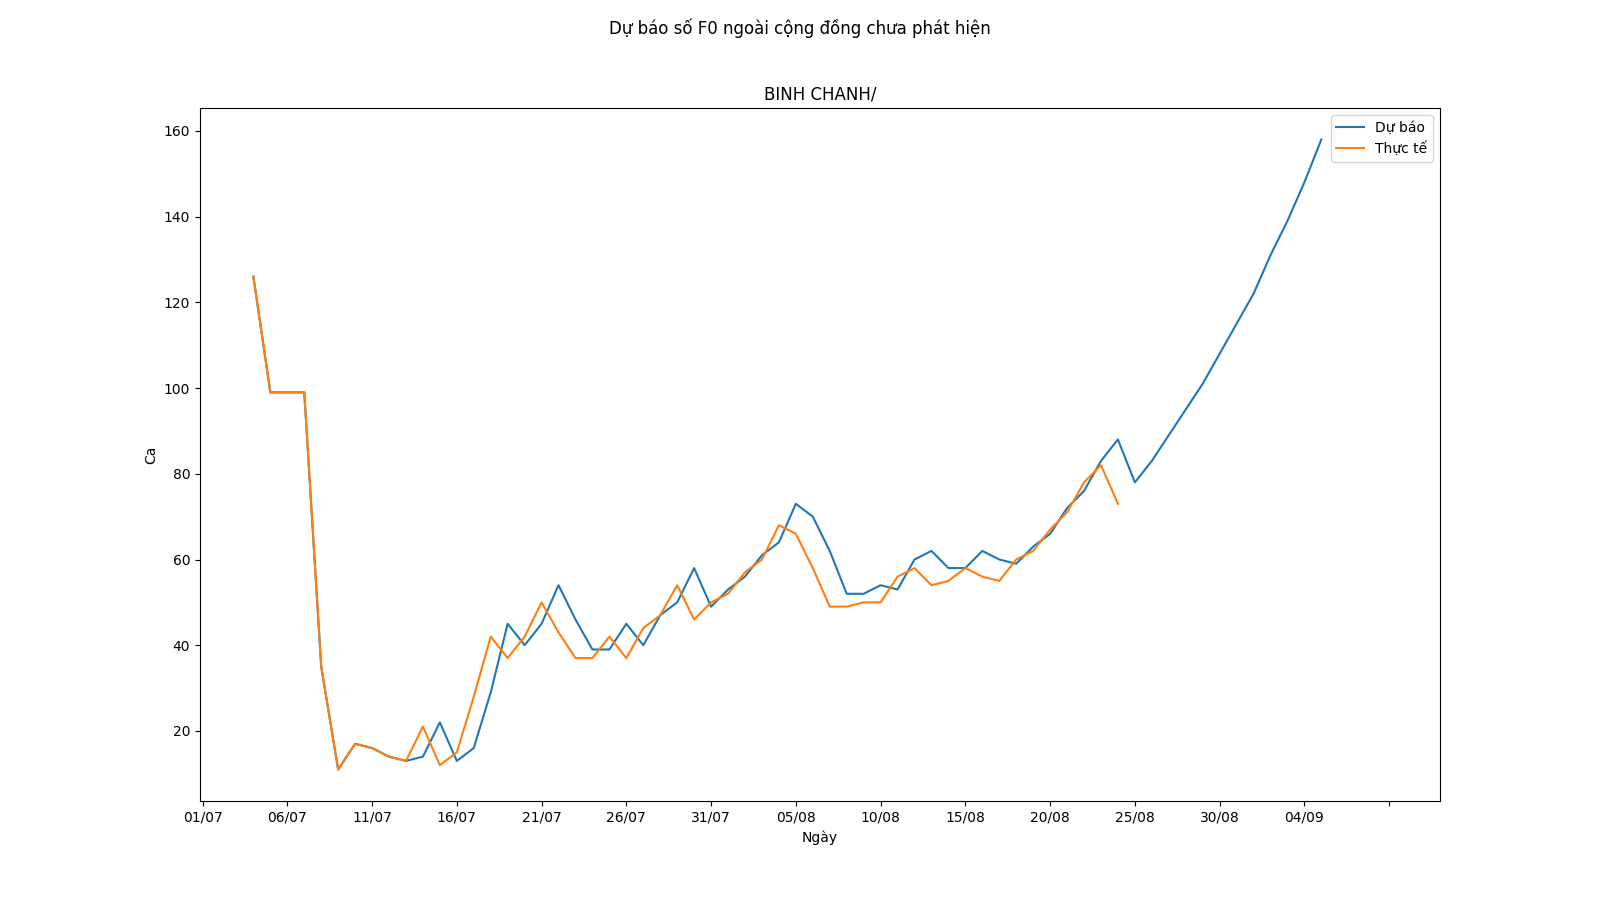 Dự báo số F0 ngoài cộng đồng chưa phát hiện
BINH CHANH/
Dự báo
Thực tế
160
140
120
100
80
60
40
20
Ca
01/07 06/07 11/07 16/07 21/07 26/07 31/07 05/08 10/08 15/08 20/08 25/08 30/08 04/09
Ngày